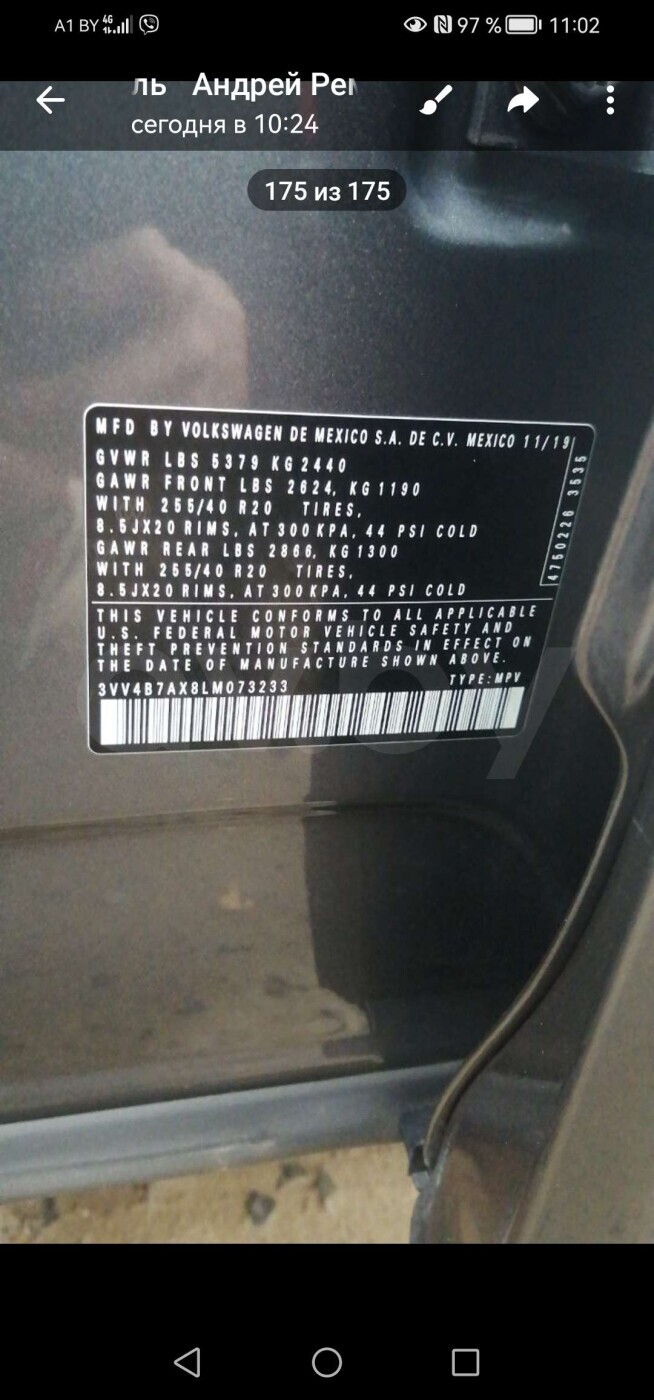 A1 BY 4G 97 % 11:02
ль Андрей Рем
сегодня в 10:24
175 из 175
MFD BY VOLKSWAGEN DE MEXICO S.A. DE C.V. MEXICO 11/19
GVWR LBS 5379 KG 2440
GAWR FRONT LBS 2624, KG 1190
WITH 255/40 R20 TIRES,
8.5JX20 RIMS, AT 300 KPA, 44 PSI COLD
GAWR REAR LBS 2866, KG 1300
WITH 255/40 R20 TIRES,
8.5JX20 RIMS, AT 300 KPA, 44 PSI COLD
4750226 3535
THIS VEHICLE CONFORMS TO ALL APPLICABLE
U.S. FEDERAL MOTOR VEHICLE SAFETY AND
THEFT PREVENTION STANDARDS IN EFFECT ON
THE DATE OF MANUFACTURE SHOWN ABOVE.
3VV4B7AX8LM073233 TYPE: MPV